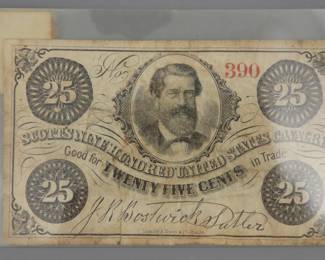 No. 390
25 25
SCOTT'S NINE HUNDRED UNITED STATES CAVALRY
Good for in Trade
TWENTY FIVE CENTS
25 25
J.R. Bostwick Sutler